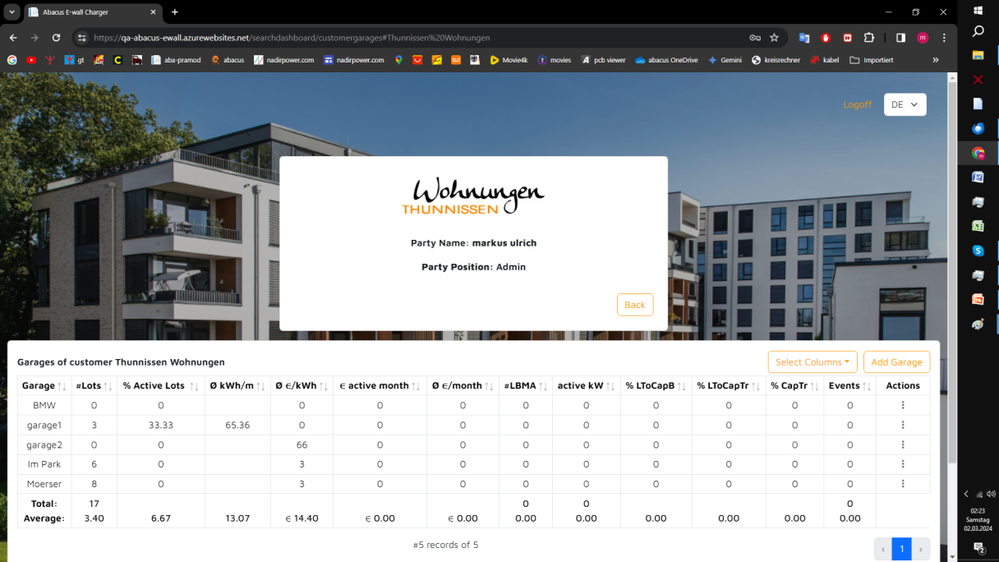 Abacus E-wall Charger
https://qa-abacus-ewall.azurewebsites.net/searchdashboard/customergarages#Thunnissen%20Wohnungen
gt aba-pramod abacus nadirpower.com nadirpower.com Movie4k movies pcb viewer abacus OneDrive Gemini kreisrechner kabel Importiert »
Logoff DE
Wohnungen
THUNNISSEN
Party Name: markus ulrich
Party Position: Admin
Back
Garages of customer Thunnissen Wohnungen Select Columns Add Garage
Garage #Lots % Active Lots Ø kWh/m Ø €/kWh € active month Ø €/month #LBMA active kW % LToCapB % LToCapTr % CapTr Events Actions
BMW 0 0 0 0 0 0 0 0 0 0 0
garage1 3 33.33 65.36 0 0 0 0 0 0 0 0 0
garage2 0 0 66 0 0 0 0 0 0 0 0
Im Park 6 0 3 0 0 0 0 0 0 0 0
Moerser 8 0 3 0 0 0 0 0 0 0 0
Total: 17 0 0 0
Average: 3.40 6.67 13.07 € 14.40 € 0.00 € 0.00 0.00 0.00 0.00 0.00 0.00 0.00
#5 records of 5
‹ 1 ›
02:23
Samstag
02.03.2024
2